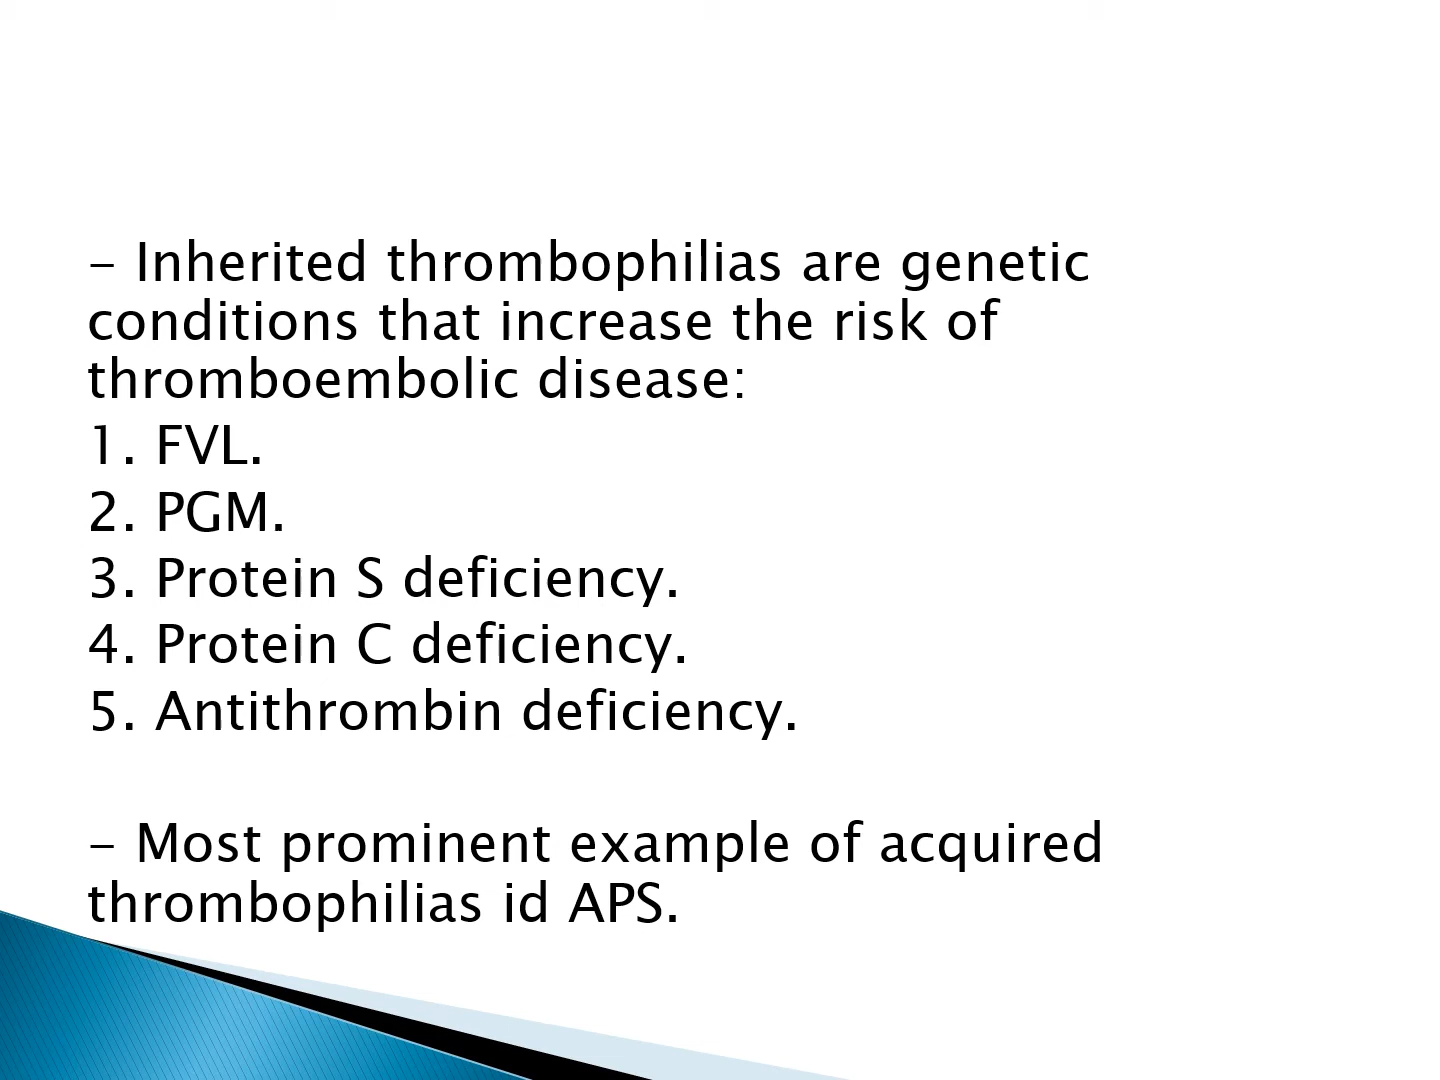 - Inherited thrombophilias are genetic
conditions that increase the risk of
thromboembolic disease:
1. FVL.
2. PGM.
3. Protein S deficiency.
4. Protein C deficiency.
5. Antithrombin deficiency.
- Most prominent example of acquired
thrombophilias id APS.